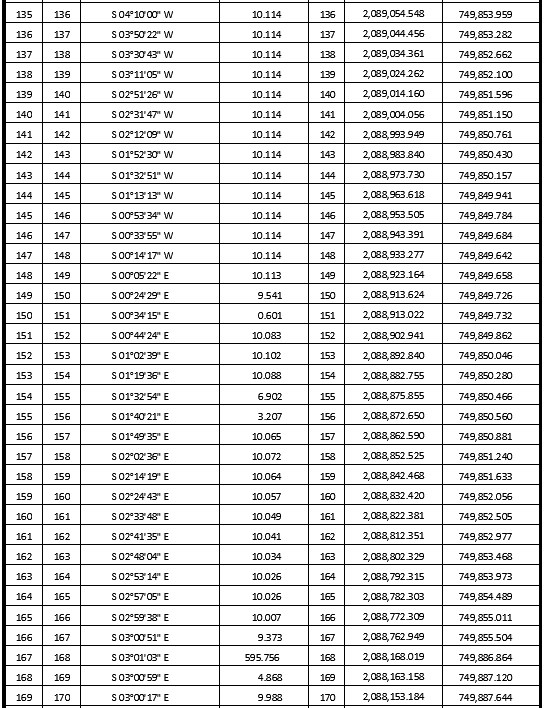 135 136 S 04°10'00" W 10.114 136 2,089,054.548 749,853.959
136 137 S 03°50'22" W 10.114 137 2,089,044.456 749,853.282
137 138 S 03°30'43" W 10.114 138 2,089,034.361 749,852.662
138 139 S 03°11'05" W 10.114 139 2,089,024.262 749,852.100
139 140 S 02°51'26" W 10.114 140 2,089,014.160 749,851.596
140 141 S 02°31'47" W 10.114 141 2,089,004.056 749,851.150
141 142 S 02°12'09" W 10.114 142 2,088,993.949 749,850.761
142 143 S 01°52'30" W 10.114 143 2,088,983.840 749,850.430
143 144 S 01°32'51" W 10.114 144 2,088,973.730 749,850.157
144 145 S 01°13'13" W 10.114 145 2,088,963.618 749,849.941
145 146 S 00°53'34" W 10.114 146 2,088,953.505 749,849.784
146 147 S 00°33'55" W 10.114 147 2,088,943.391 749,849.684
147 148 S 00°14'17" W 10.114 148 2,088,933.277 749,849.642
148 149 S 00°05'22" E 10.113 149 2,088,923.164 749,849.658
149 150 S 00°24'29" E 9.541 150 2,088,913.624 749,849.726
150 151 S 00°34'15" E 0.601 151 2,088,913.022 749,849.732
151 152 S 00°44'24" E 10.083 152 2,088,902.941 749,849.862
152 153 S 01°02'39" E 10.102 153 2,088,892.840 749,850.046
153 154 S 01°19'36" E 10.088 154 2,088,882.755 749,850.280
154 155 S 01°32'54" E 6.902 155 2,088,875.855 749,850.466
155 156 S 01°40'21" E 3.207 156 2,088,872.650 749,850.560
156 157 S 01°49'35" E 10.065 157 2,088,862.590 749,850.881
157 158 S 02°02'36" E 10.072 158 2,088,852.525 749,851.240
158 159 S 02°14'19" E 10.064 159 2,088,842.468 749,851.633
159 160 S 02°24'43" E 10.057 160 2,088,832.420 749,852.056
160 161 S 02°33'48" E 10.049 161 2,088,822.381 749,852.505
161 162 S 02°41'35" E 10.041 162 2,088,812.351 749,852.977
162 163 S 02°48'04" E 10.034 163 2,088,802.329 749,853.468
163 164 S 02°53'14" E 10.026 164 2,088,792.315 749,853.973
164 165 S 02°57'05" E 10.026 165 2,088,782.303 749,854.489
165 166 S 02°59'38" E 10.007 166 2,088,772.309 749,855.011
166 167 S 03°00'51" E 9.373 167 2,088,762.949 749,855.504
167 168 S 03°01'03" E 595.756 168 2,088,168.019 749,886.864
168 169 S 03°00'59" E 4.868 169 2,088,163.158 749,887.120
169 170 S 03°00'17" E 9.988 170 2,088,153.184 749,887.644